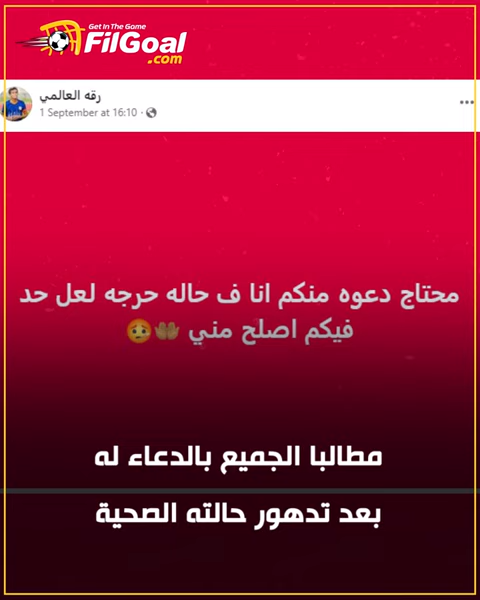 GET IN THE GAME
FilGoal
.com
رقه العالمي
1 September at 16:10 ·
محتاج دعوه منكم انا ف حاله حرجه لعل حد
فيكم اصلح مني 🤲🥺
مطالبا الجميع بالدعاء له
بعد تدهور حالته الصحية